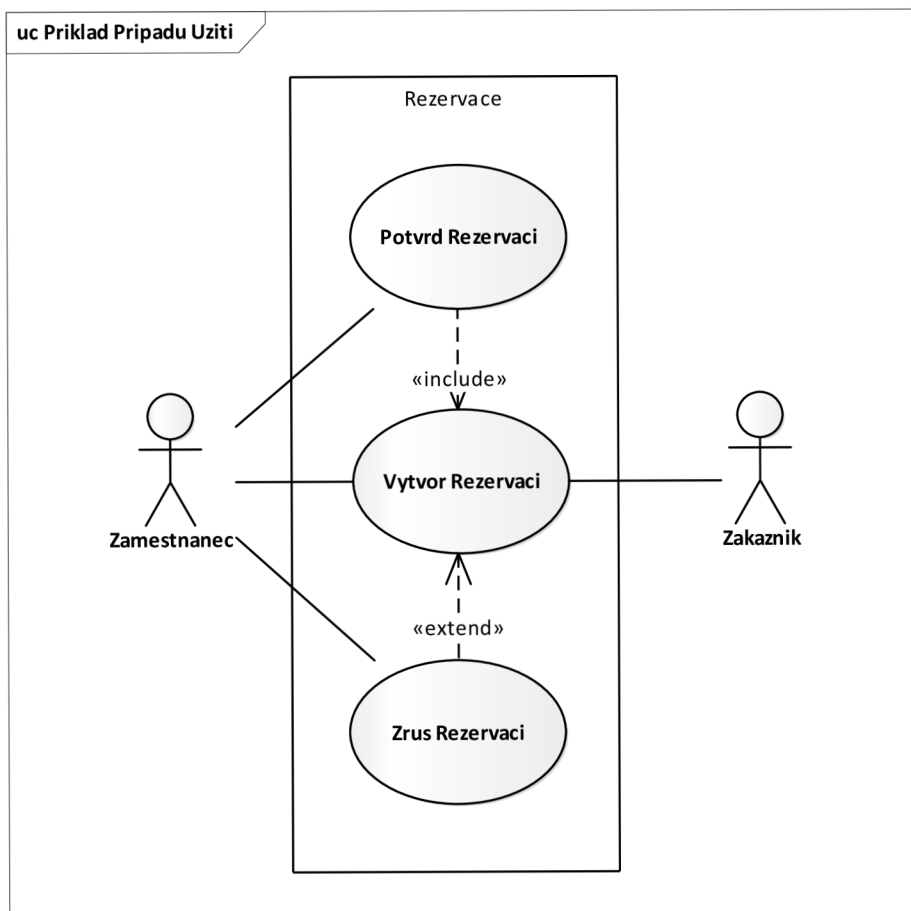 uc Priklad Pripadu Uziti
Rezervace
Potvrd Rezervaci
«include»
Vytvor Rezervaci
Zamestnanec
Zakaznik
«extend»
Zrus Rezervaci